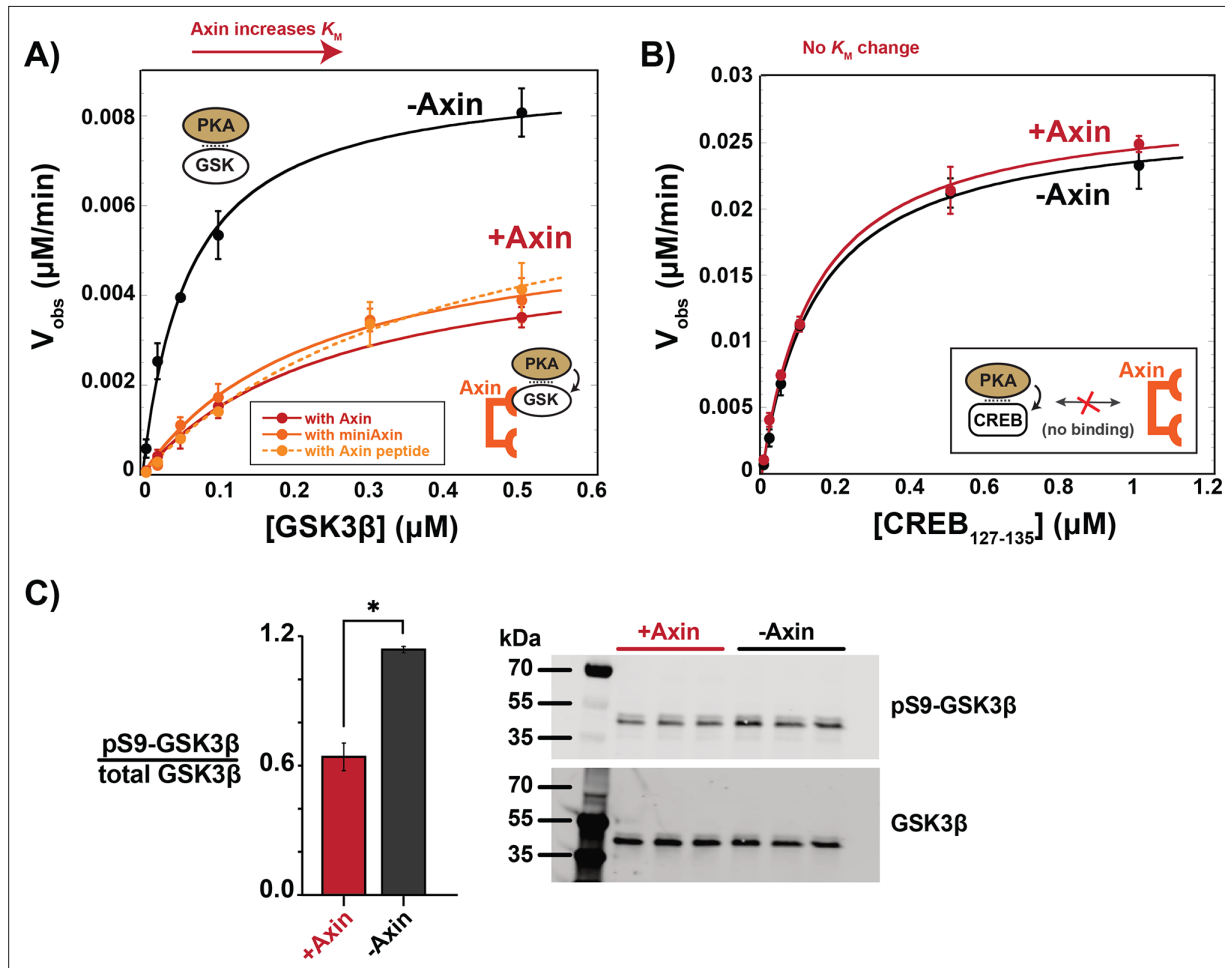 Axin increases KM
A)
0.008
0.006
0.004
0.002
0
Vobs (µM/min)
PKA
GSK
-Axin
+Axin
with Axin
with miniAxin
with Axin peptide
Axin
PKA
GSK
0 0.1 0.2 0.3 0.4 0.5 0.6
[GSK3β] (µM)
No KM change
B)
0.03
0.025
0.02
0.015
0.01
0.005
0
Vobs (µM/min)
+Axin
-Axin
PKA
CREB
(no binding)
Axin
0 0.2 0.4 0.6 0.8 1 1.2
[CREB127-135] (µM)
C)
pS9-GSK3β
total GSK3β
1.2
0.6
0.0
*
+Axin
-Axin
kDa
+Axin -Axin
70
55
35
pS9-GSK3β
70
55
35
GSK3β